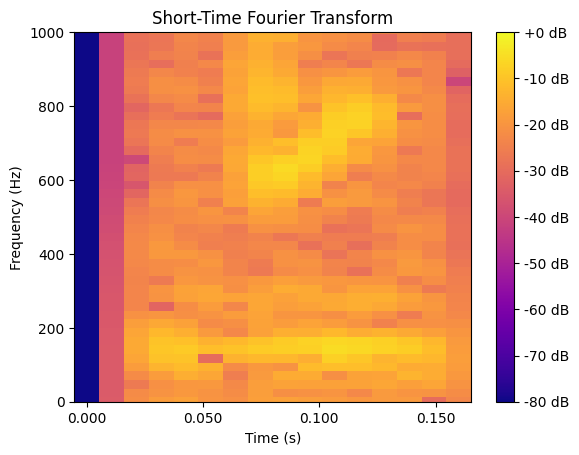 Short-Time Fourier Transform
1000
800
600
400
200
0
Frequency (Hz)
0.000
0.050
0.100
0.150
Time (s)
+0 dB
-10 dB
-20 dB
-30 dB
-40 dB
-50 dB
-60 dB
-70 dB
-80 dB